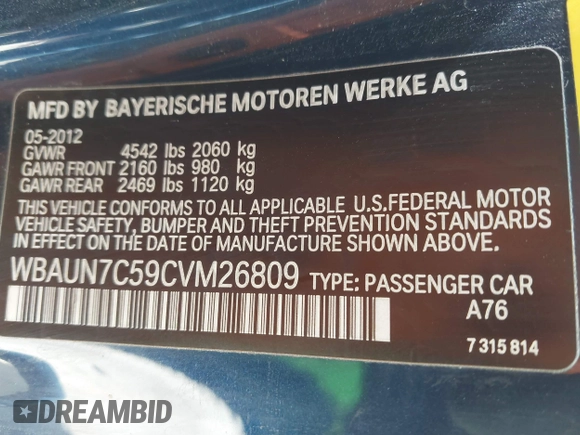 MFD BY BAYERISCHE MOTOREN WERKE AG
05-2012
GVWR 4542 lbs 2060 kg
GAWR FRONT 2160 lbs 980 kg
GAWR REAR 2469 lbs 1120 kg
THIS VEHICLE CONFORMS TO ALL APPLICABLE U.S.FEDERAL MOTOR
VEHICLE SAFETY, BUMPER AND THEFT PREVENTION STANDARDS
IN EFFECT ON THE DATE OF MANUFACTURE SHOWN ABOVE.
WBAUN7C59CVM26809 TYPE: PASSENGER CAR
A76
7 315 814
DREAMBID